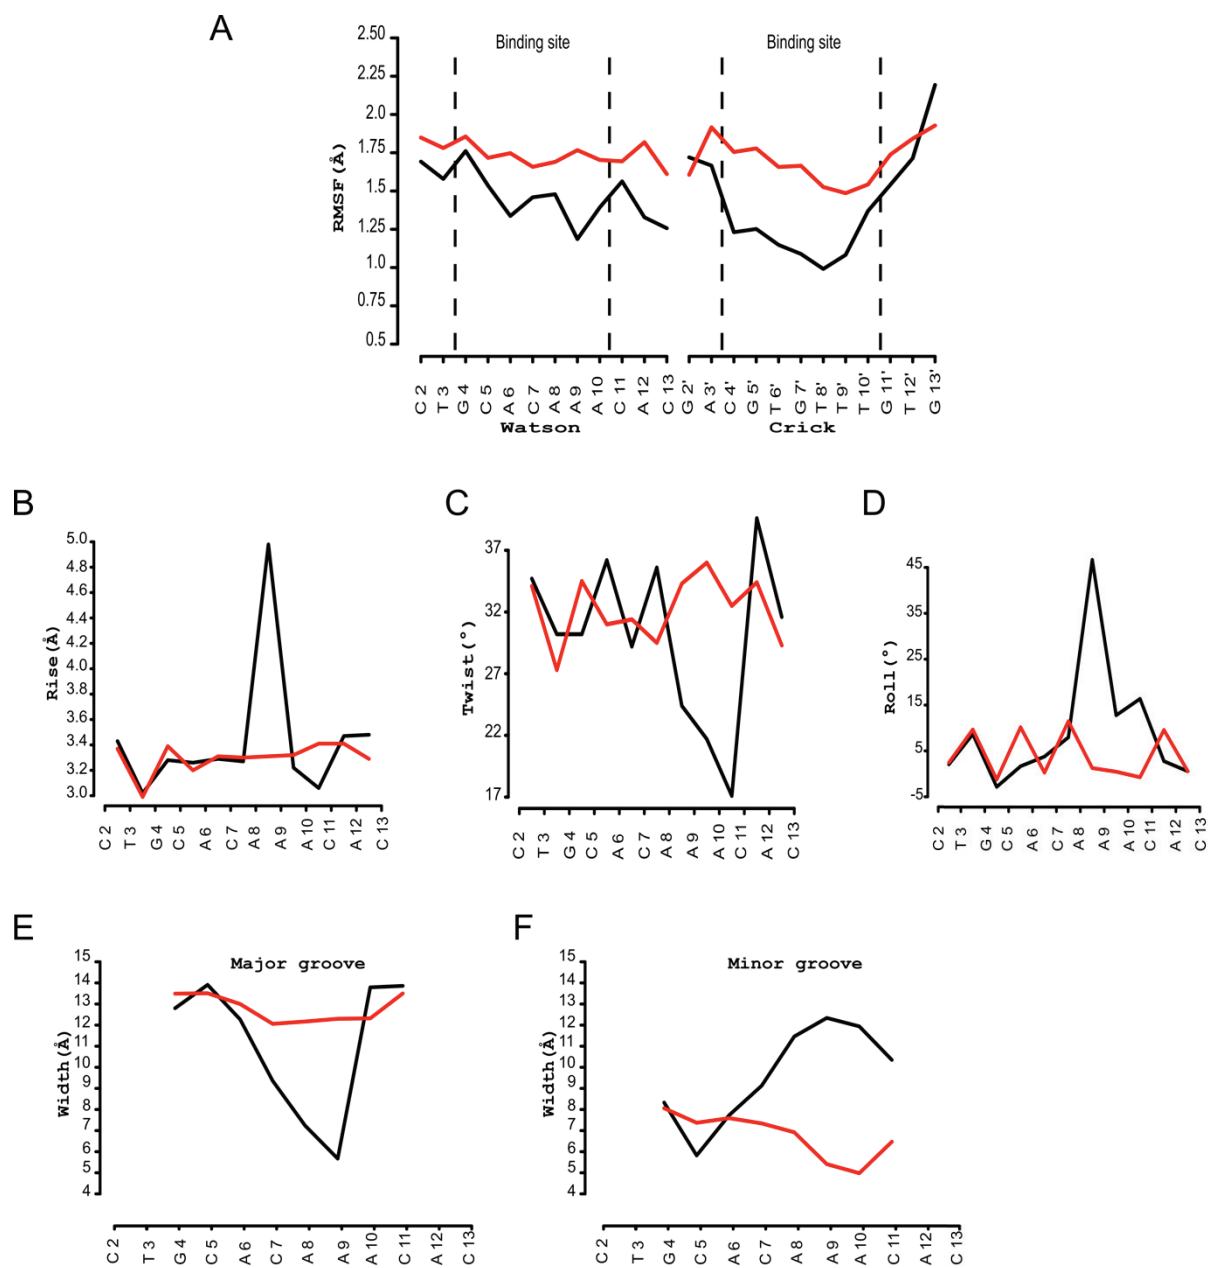 A
Binding site
Binding site
2.50
2.25
2.0
1.75
1.5
1.25
1.0
0.75
0.5
RMSF(Å)
C 2
T 3
G 4
C 5
A 6
C 7
A 8
A 9
A 10
C 11
A 12
C 13
G 2'
A 3'
C 4'
G 5'
T 6'
G 7'
T 8'
T 9'
T 10'
G 11'
T 12'
G 13'
Watson
Crick
B
5.0
4.8
4.6
4.4
4.2
4.0
3.8
3.6
3.4
3.2
3.0
Rise(Å)
C 2
T 3
G 4
C 5
A 6
C 7
A 8
A 9
A 10
C 11
A 12
C 13
C
37
32
27
22
17
Twist(°)
C 2
T 3
G 4
C 5
A 6
C 7
A 8
A 9
A 10
C 11
A 12
C 13
D
45
35
25
15
5
-5
Roll(°)
C 2
T 3
G 4
C 5
A 6
C 7
A 8
A 9
A 10
C 11
A 12
C 13
E
Major groove
15
14
13
12
11
10
9
8
7
6
5
4
Width(Å)
C 2
T 3
G 4
C 5
A 6
C 7
A 8
A 9
A 10
C 11
A 12
C 13
F
Minor groove
15
14
13
12
11
10
9
8
7
6
5
4
Width(Å)
C 2
T 3
G 4
C 5
A 6
C 7
A 8
A 9
A 10
C 11
A 12
C 13